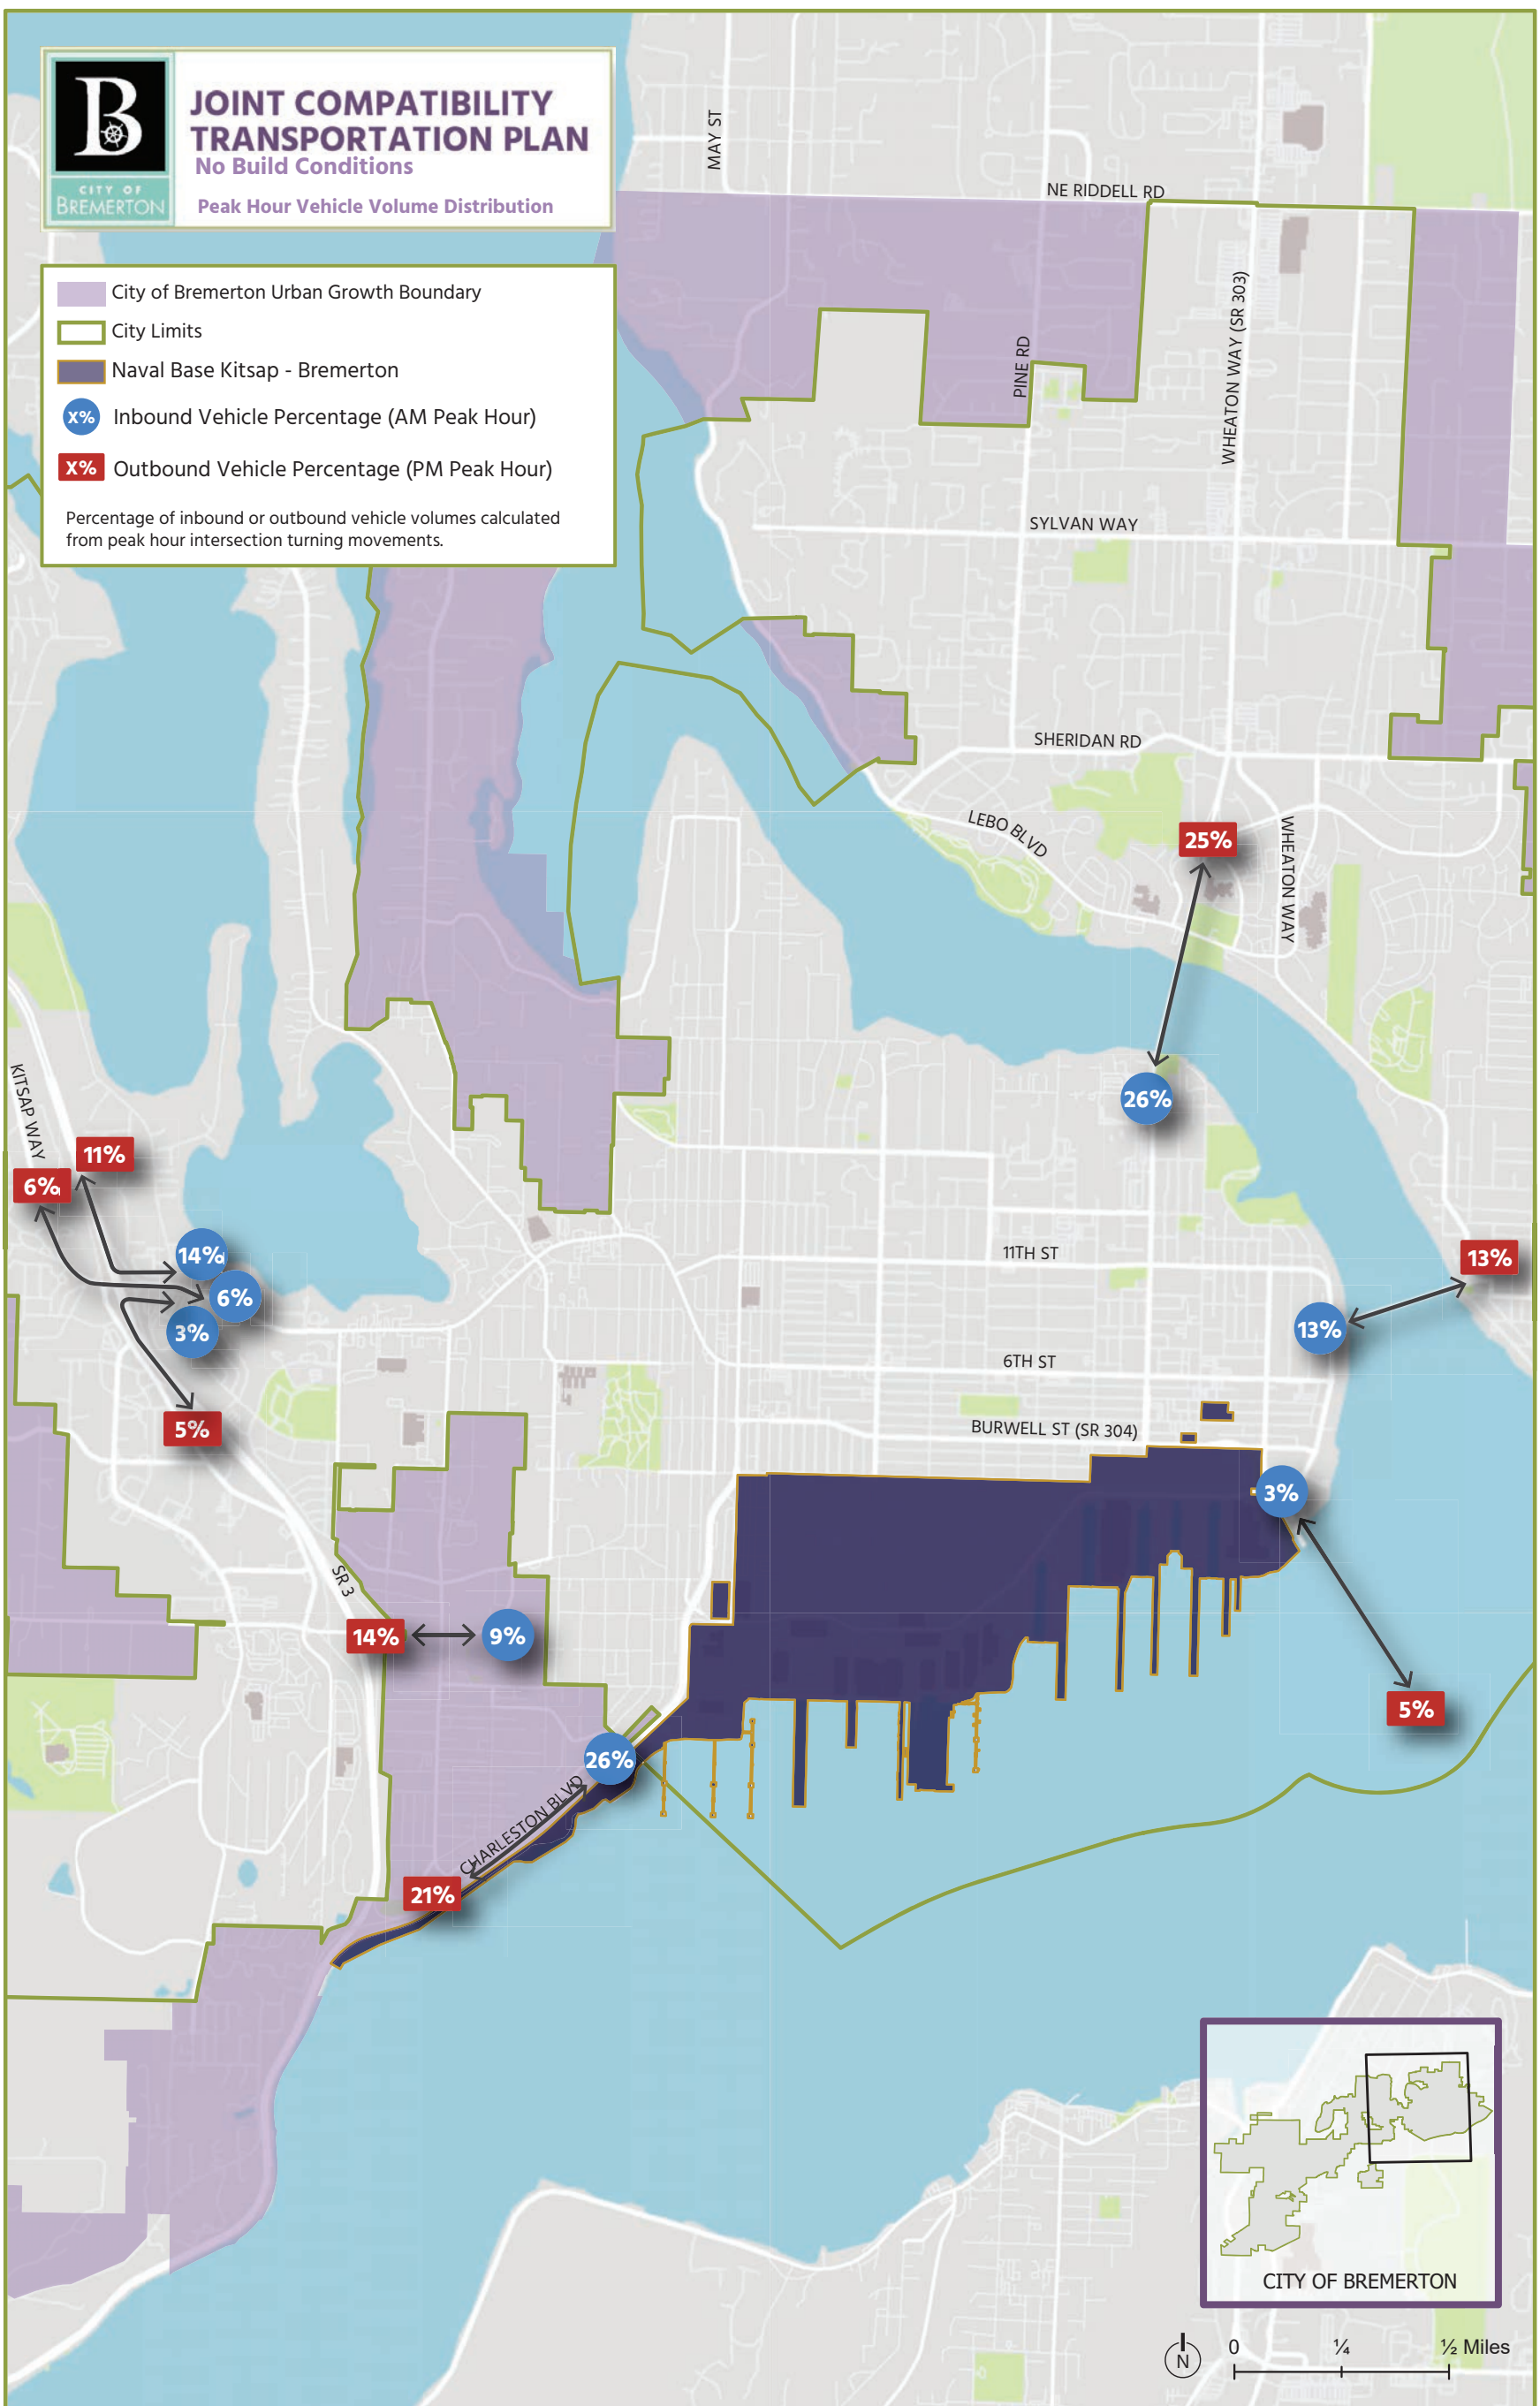 B
CITY OF
BREMERTON
JOINT COMPATIBILITY
TRANSPORTATION PLAN
No Build Conditions
Peak Hour Vehicle Volume Distribution
City of Bremerton Urban Growth Boundary
City Limits
Naval Base Kitsap - Bremerton
X% Inbound Vehicle Percentage (AM Peak Hour)
X% Outbound Vehicle Percentage (PM Peak Hour)
Percentage of inbound or outbound vehicle volumes calculated
from peak hour intersection turning movements.
MAY ST
NE RIDDELL RD
PINE RD
WHEATON WAY (SR 303)
SYLVAN WAY
SHERIDAN RD
LEBO BLVD
25%
WHEATON WAY
26%
KITSAP WAY
11%
6%
14%
6%
3%
5%
11TH ST
13%
13%
6TH ST
BURWELL ST (SR 304)
3%
SR 3
14%
9%
5%
26%
CHARLESTON BLVD
21%
CITY OF BREMERTON
N
0
¼
½ Miles